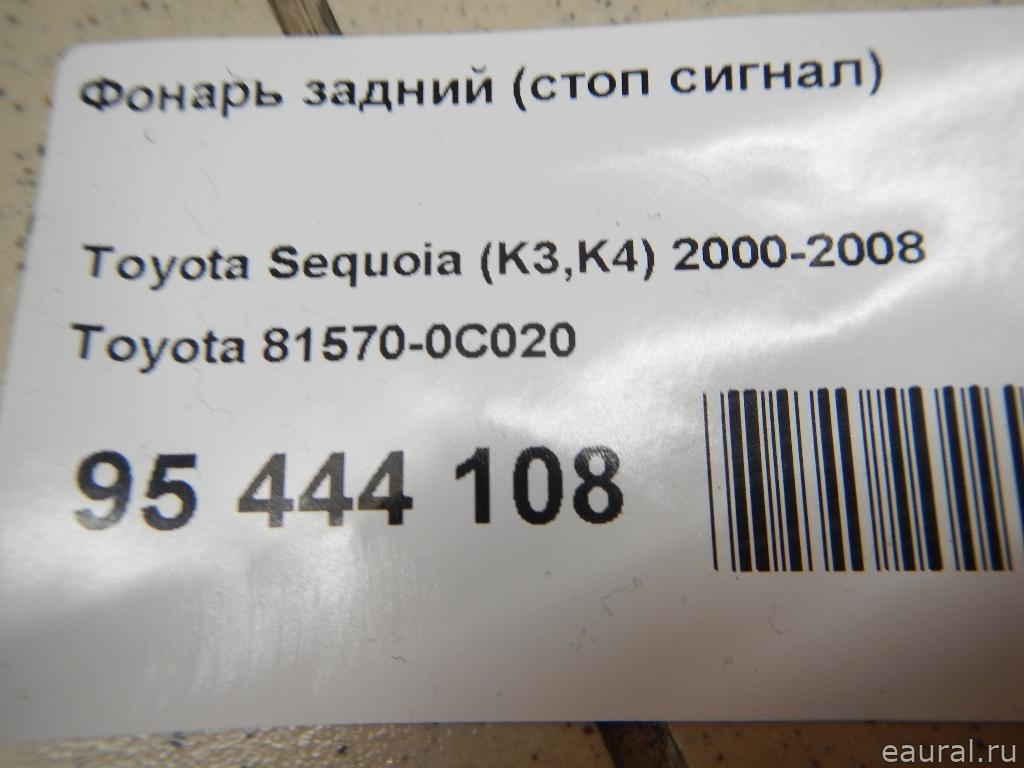 Фонарь задний (стоп сигнал)
Toyota Sequoia (K3,K4) 2000-2008
Toyota 81570-0C020
95 444 108
eaural.ru